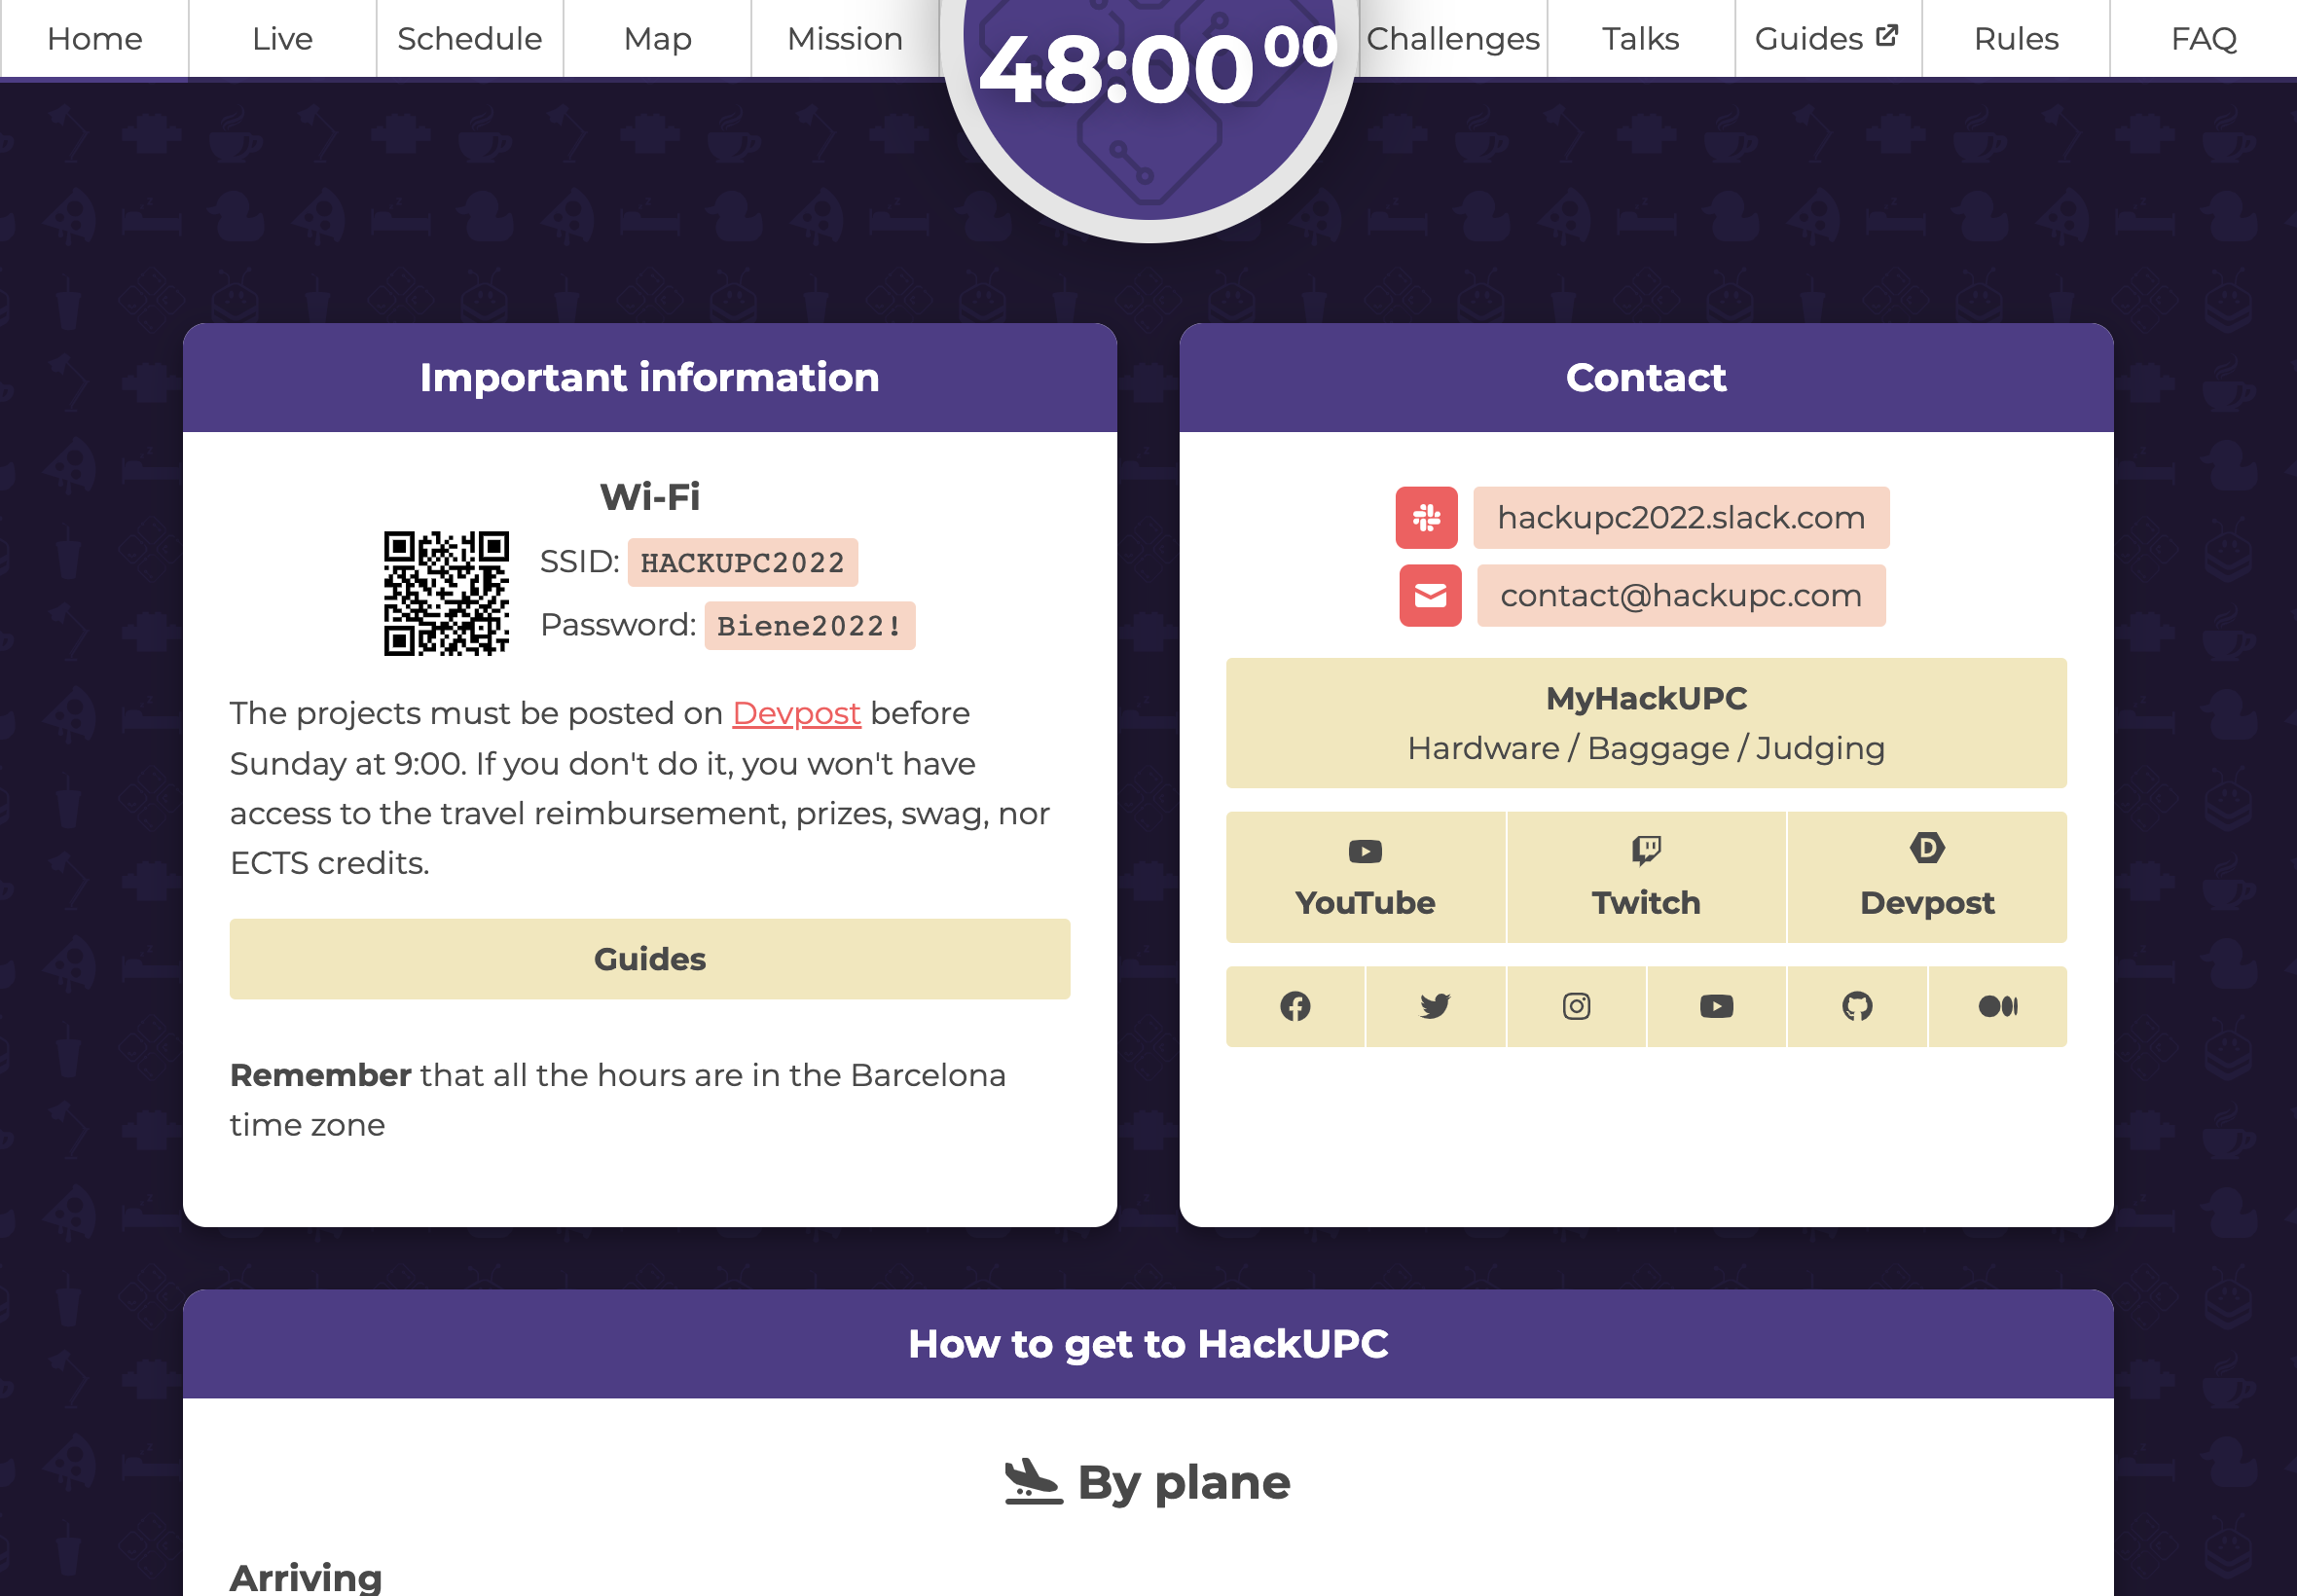 Home
Live
Schedule
Map
Mission
48:00 00
Challenges
Talks
Guides
Rules
FAQ
Important information
Wi-Fi
SSID: HACKUPC2022
Password: Biene2022!
The projects must be posted on Devpost before
Sunday at 9:00. If you don't do it, you won't have
access to the travel reimbursement, prizes, swag, nor
ECTS credits.
Guides
Remember that all the hours are in the Barcelona
time zone
Contact
hackupc2022.slack.com
contact@hackupc.com
MyHackUPC
Hardware / Baggage / Judging
YouTube
Twitch
Devpost
How to get to HackUPC
By plane
Arriving